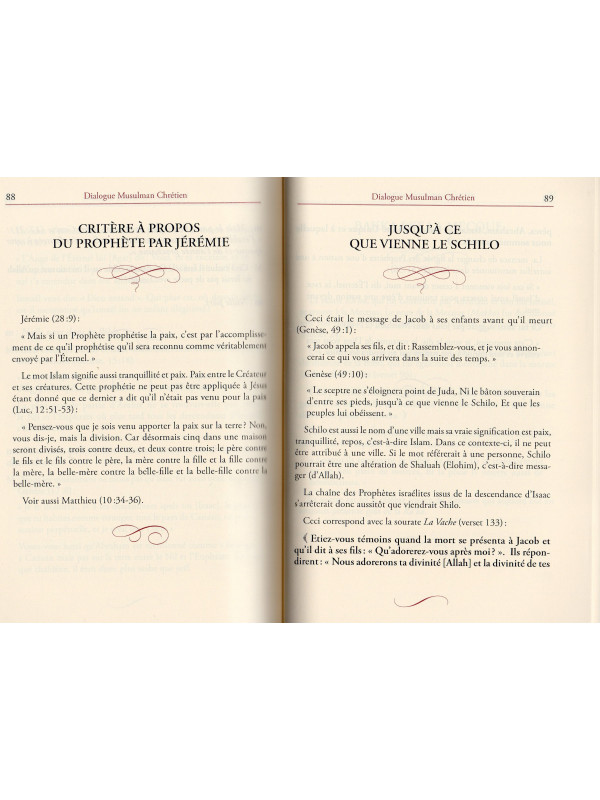 88
Dialogue Musulman Chrétien
CRITÈRE À PROPOS
DU PROPHÈTE PAR JÉRÉMIE
Jérémie (28 :9) :
« Mais si un Prophète prophétise la paix, c'est par l'accomplisse-
ment de ce qu'il prophétise qu'il sera reconnu comme véritablement
envoyé par l'Éternel. »
Le mot Islam signifie aussi tranquillité et paix. Paix entre le Créateur
et ses créatures. Cette prophétie ne peut pas être appliquée à Jésus
étant donné que ce dernier a dit qu'il n'était pas venu pour la paix
(Luc, 12 :51-53) :
« Pensez-vous que je sois venu apporter la paix sur la terre ? Non,
vous dis-je, mais la division. Car désormais cinq dans une maison
seront divisés, trois contre deux, et deux contre trois; le père contre
le fils et le fils contre le père, la mère contre la fille et la fille contre
la mère, la belle-mère contre la belle-fille et la belle-fille contre la
belle-mère. »
Voir aussi Matthieu (10 :34-36).
Dialogue Musulman Chrétien
89
JUSQU'À CE
QUE VIENNE LE SCHILO
Ceci était le message de Jacob à ses enfants avant qu'il meurt
(Genèse, 49 :1) :
« Jacob appela ses fils, et dit : Rassemblez-vous, et je vous annon-
cerai ce qui vous arrivera dans la suite des temps. »
Genèse (49 :10) :
« Le sceptre ne s'éloignera point de Juda, Ni le bâton souverain
d'entre ses pieds, jusqu'à ce que vienne le Schilo, Et que les
peuples lui obéissent. »
Schilo est aussi le nom d'une ville mais sa vraie signification est paix,
tranquilité, repos, c'est-à-dire Islam. Dans ce contexte-ci, il ne peut
être attribué à une ville. Si le mot référerait à une personne, Schilo
pourrait être une altération de Shaluah (Elohim), c'est-à-dire messa-
ger (d'Allah).
La chaîne des Prophètes israélites issus de la descendance d'Isaac
s'arrêterait donc aussitôt que viendrait Shilo.
Ceci correspond avec la sourate La Vache (verset 133) :
﴾ Etiez-vous témoins quand la mort se présenta à Jacob et
qu'il dit à ses fils : « Qu'adorerez-vous après moi ? ». Ils répon-
dirent : « Nous adorerons ta divinité [Allah] et la divinité de tes